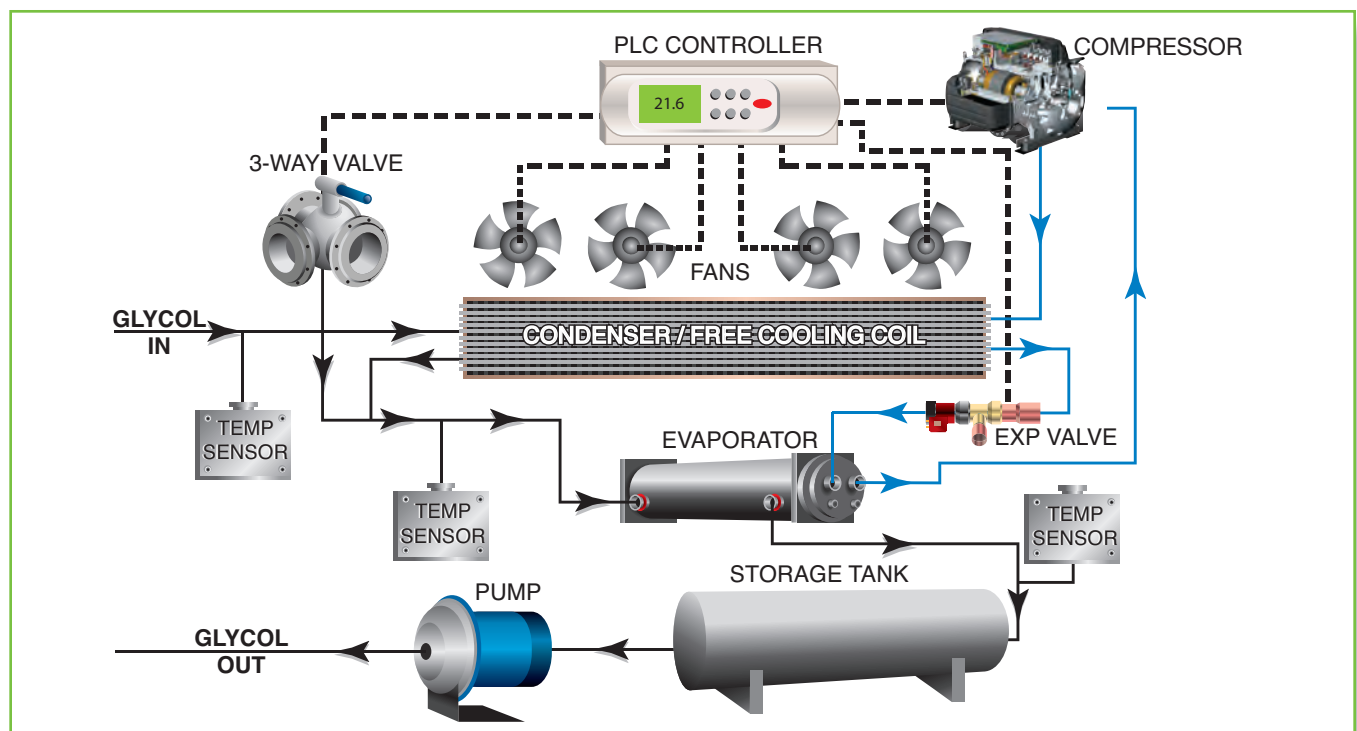 PLC CONTROLLER
COMPRESSOR
21.6
3-WAY VALVE
FANS
GLYCOL
IN
CONDENSER / FREE COOLING COIL
TEMP
SENSOR
EVAPORATOR
EXP VALVE
TEMP
SENSOR
TEMP
SENSOR
STORAGE TANK
PUMP
GLYCOL
OUT